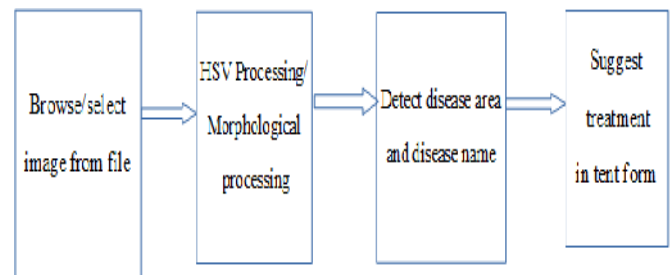 Browse/select
image from file
HSV Processing/
Morphological
processing
Detect disease area
and disease name
Suggest
treatment
in tent form